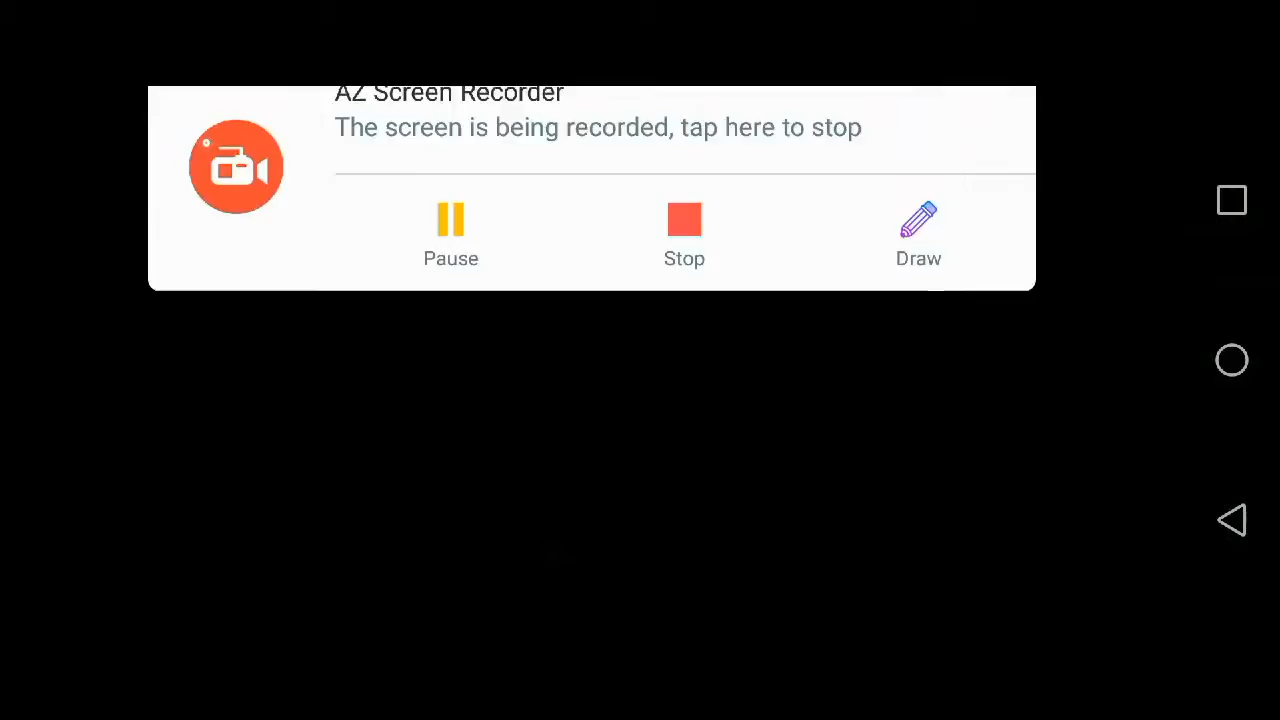 AZ Screen Recorder
The screen is being recorded, tap here to stop
Pause Stop Draw